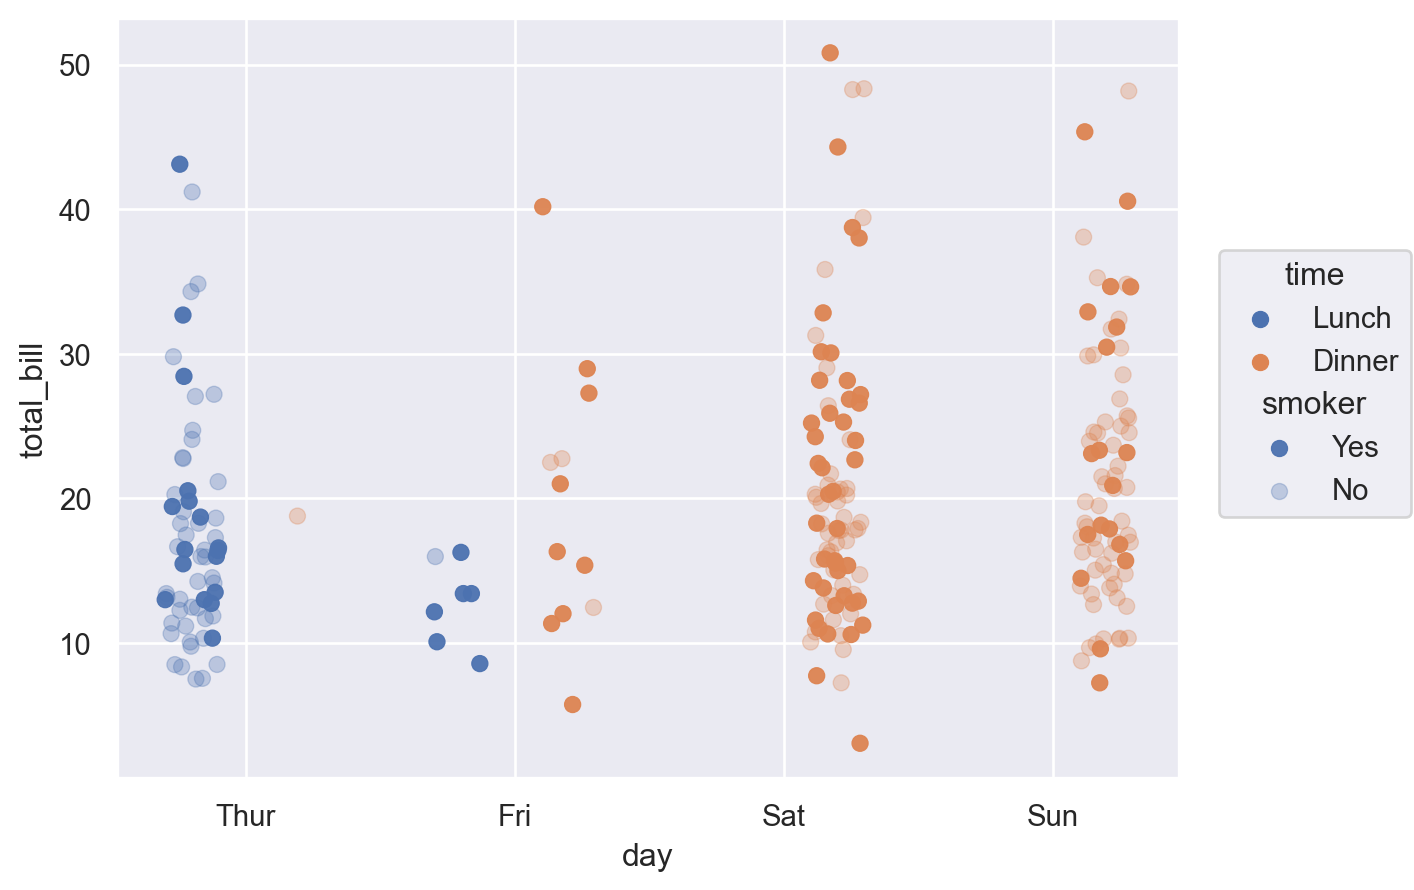 50
40
30
20
10
total_bill
Thur
Fri
Sat
Sun
day
time
Lunch
Dinner
smoker
Yes
No